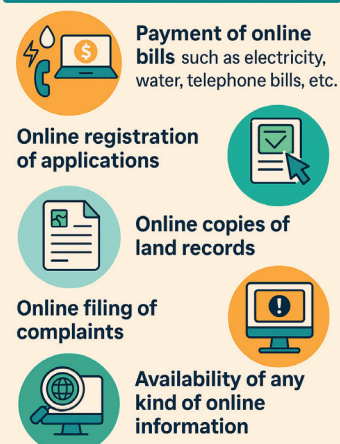 Payment of online
bills such as electricity,
water, telephone bills, etc.
Online registration
of applications
Online copies of
land records
Online filing of
complaints
Availability of any
kind of online
information